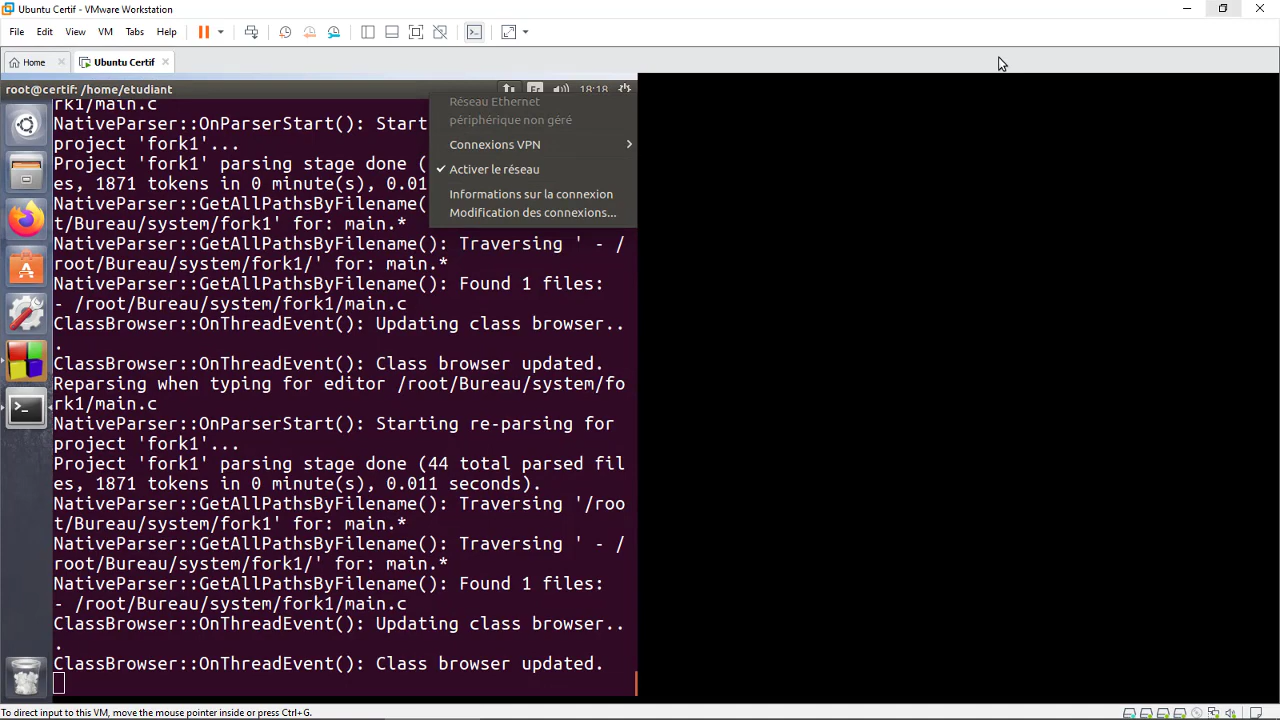 Ubuntu Certif - VMware Workstation
File Edit View VM Tabs Help
Home
Ubuntu Certif
root@certif: /home/etudiant
Fr
18:18
Réseau Ethernet
périphérique non géré
Connexions VPN
Activer le réseau
Informations sur la connexion
Modification des connexions...
rk1/main.c
NativeParser::OnParserStart(): Start
project 'fork1'...
Project 'fork1' parsing stage done (
es, 1871 tokens in 0 minute(s), 0.01
NativeParser::GetAllPathsByFilename(
t/Bureau/system/fork1' for: main.*
NativeParser::GetAllPathsByFilename(): Traversing ' - /
root/Bureau/system/fork1/' for: main.*
NativeParser::GetAllPathsByFilename(): Found 1 files:
- /root/Bureau/system/fork1/main.c
ClassBrowser::OnThreadEvent(): Updating class browser..
.
ClassBrowser::OnThreadEvent(): Class browser updated.
Reparsing when typing for editor /root/Bureau/system/fo
rk1/main.c
NativeParser::OnParserStart(): Starting re-parsing for
project 'fork1'...
Project 'fork1' parsing stage done (44 total parsed fil
es, 1871 tokens in 0 minute(s), 0.011 seconds).
NativeParser::GetAllPathsByFilename(): Traversing '/roo
t/Bureau/system/fork1' for: main.*
NativeParser::GetAllPathsByFilename(): Traversing ' - /
root/Bureau/system/fork1/' for: main.*
NativeParser::GetAllPathsByFilename(): Found 1 files:
- /root/Bureau/system/fork1/main.c
ClassBrowser::OnThreadEvent(): Updating class browser..
.
ClassBrowser::OnThreadEvent(): Class browser updated.
To direct input to this VM, move the mouse pointer inside or press Ctrl+G.